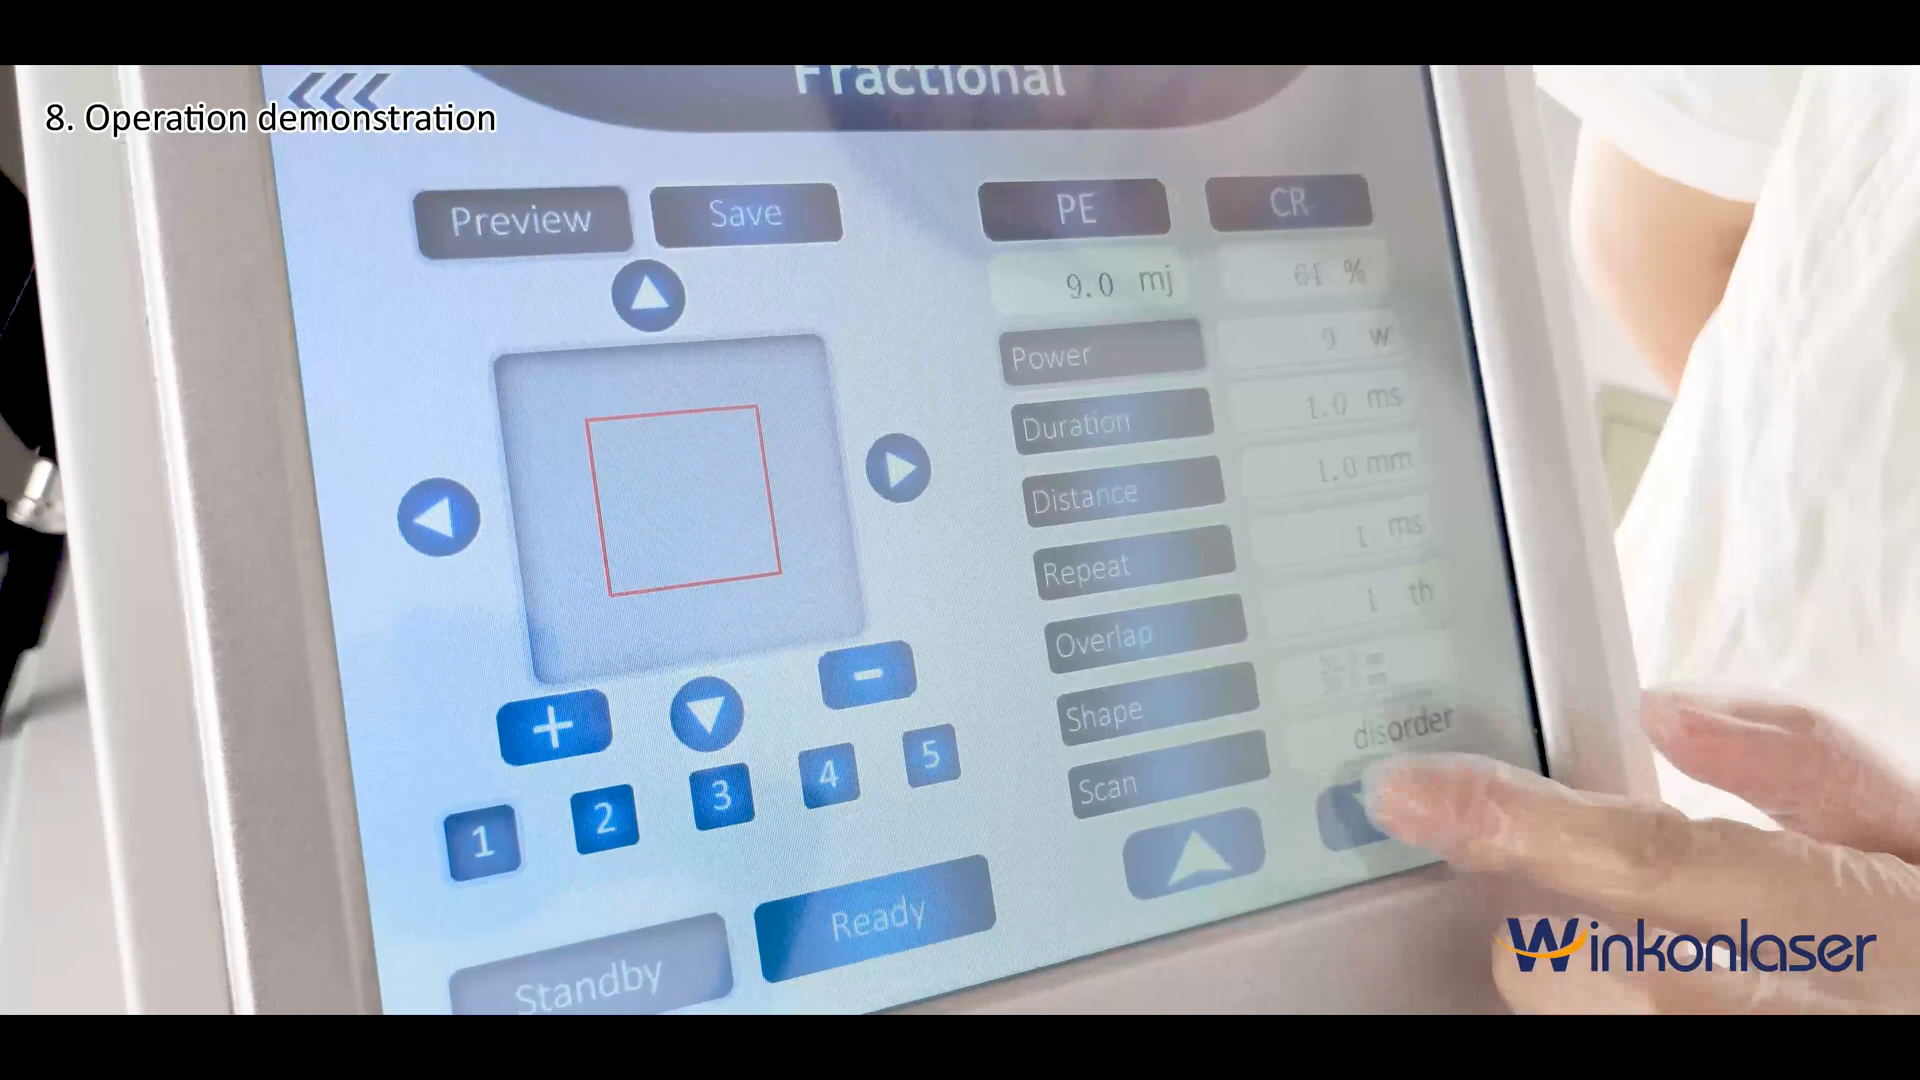 Fractional
8. Operation demonstration
Preview Save PE CR
9.0 mj %
Power 9 w
Duration 1.0 ms
Distance 1.0 mm
Repeat 1 ms
Overlap 1 th
Shape
Scan disorder
1 2 3 4 5
Standby Ready
Winkonlaser